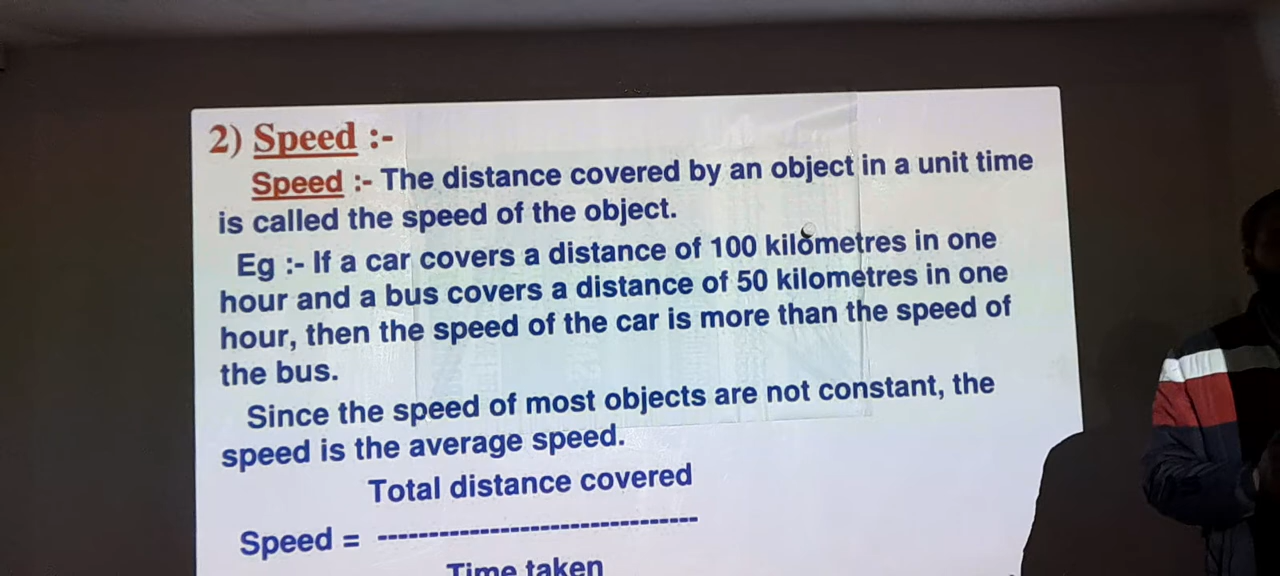 2) Speed :-
Speed :- The distance covered by an object in a unit time
is called the speed of the object.
Eg :- If a car covers a distance of 100 kilometres in one
hour and a bus covers a distance of 50 kilometres in one
hour, then the speed of the car is more than the speed of
the bus.
Since the speed of most objects are not constant, the
speed is the average speed.
Total distance covered
Speed = ---------------------------------
Time taken